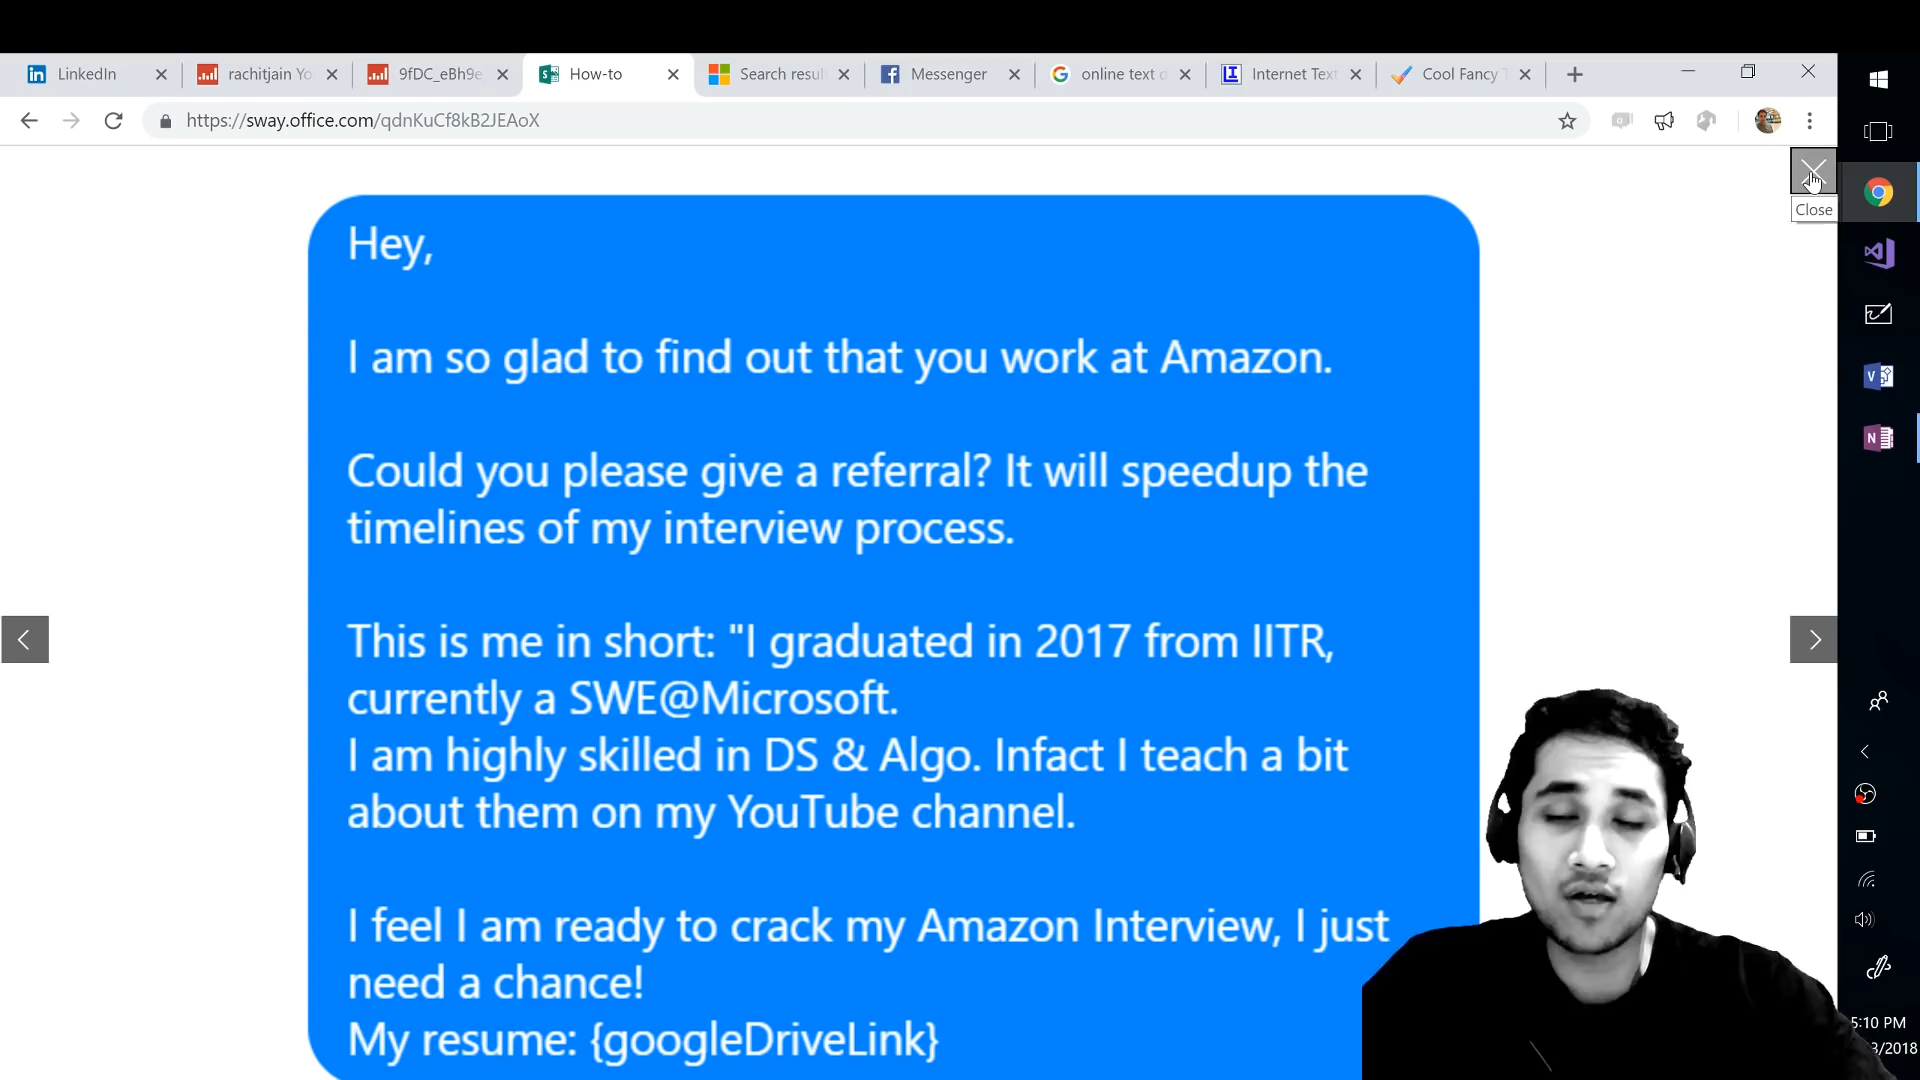 LinkedIn
rachitjain Yo
9fDC_eBh9e
How-to
Search resul
Messenger
online text d
Internet Text
Cool Fancy T
https://sway.office.com/qdnKuCf8kB2JEAoX
Close
Hey,
I am so glad to find out that you work at Amazon.
Could you please give a referral? It will speedup the
timelines of my interview process.
This is me in short: "I graduated in 2017 from IITR,
currently a SWE@Microsoft.
I am highly skilled in DS & Algo. Infact I teach a bit
about them on my YouTube channel.
I feel I am ready to crack my Amazon Interview, I just
need a chance!
My resume: {googleDriveLink}
5:10 PM
3/2018